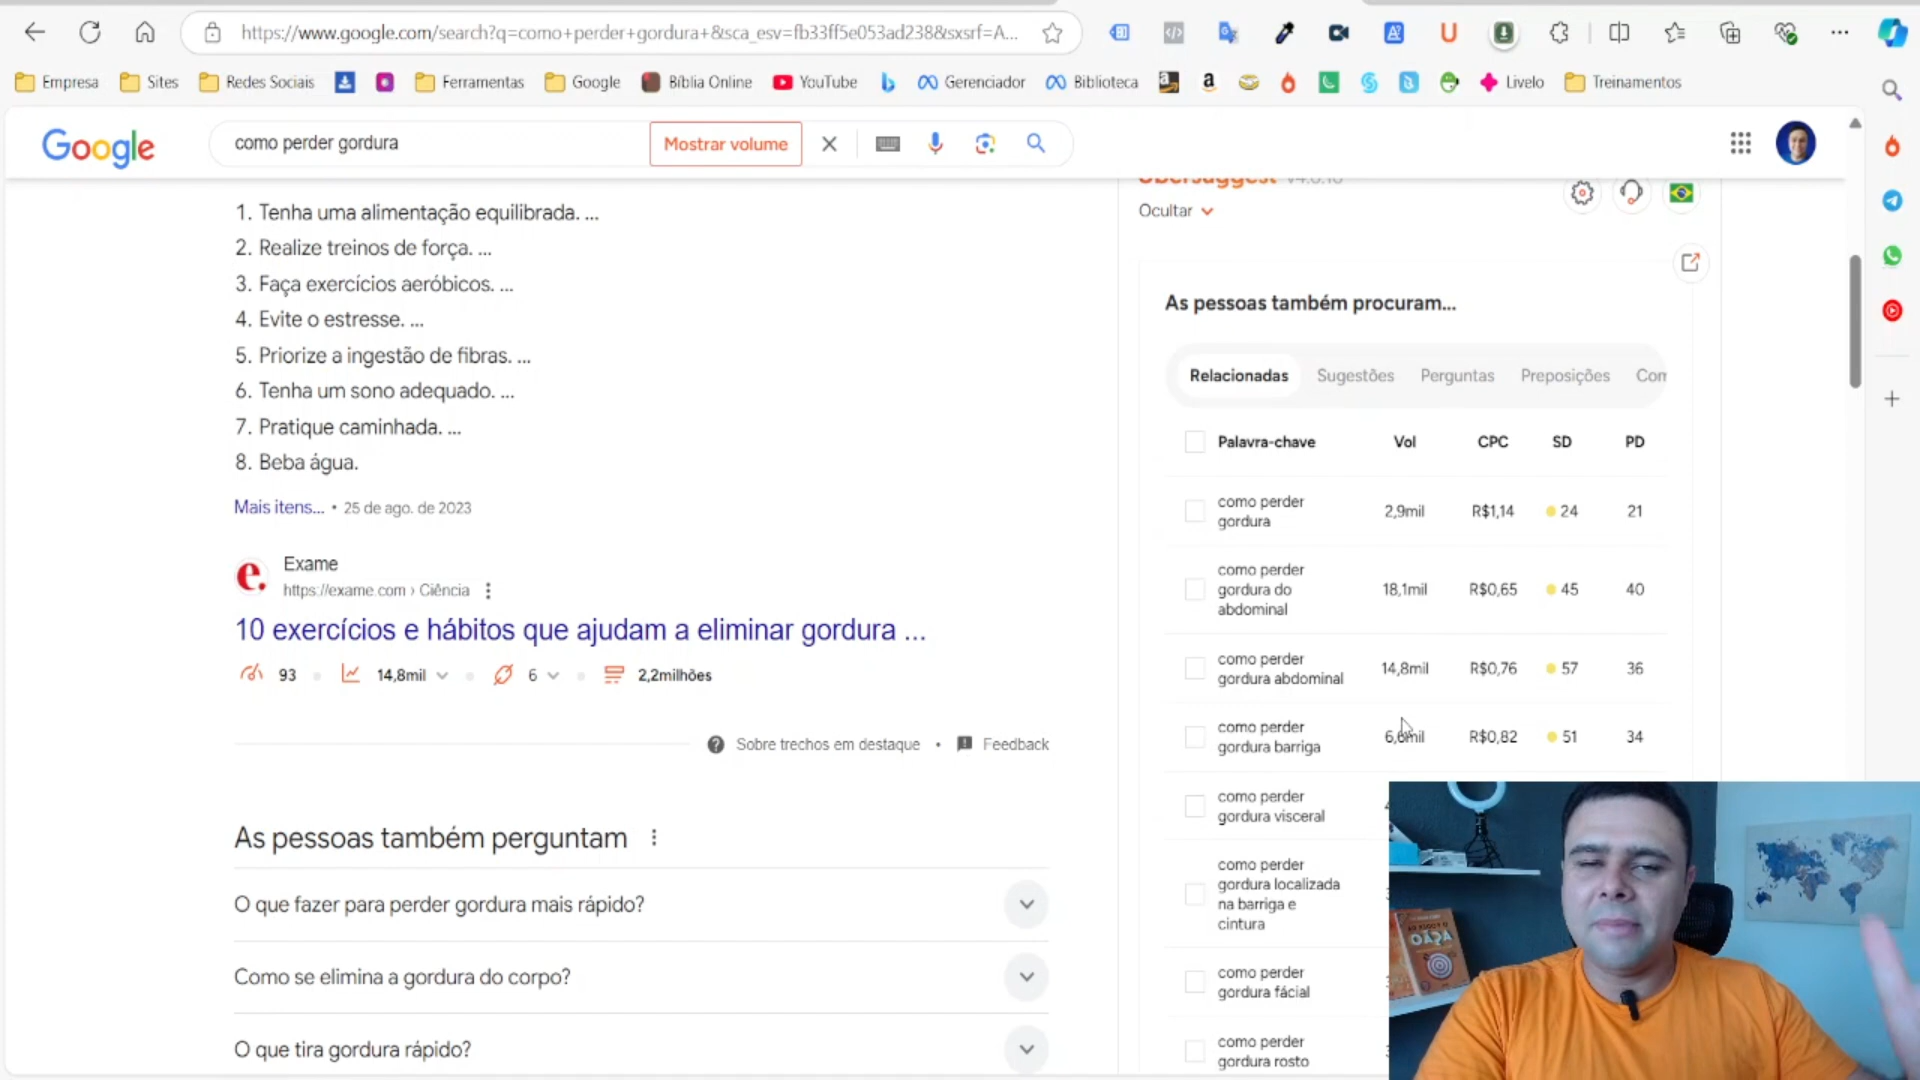 https://www.google.com/search?q=como+perder+gordura+&sca_esv=fb33ff5e053ad238&sxsrf=A...
Empresa
Sites
Redes Sociais
Ferramentas
Google
Bíblia Online
YouTube
Gerenciador
Biblioteca
Livelo
Treinamentos
Google
como perder gordura
Mostrar volume
1. Tenha uma alimentação equilibrada. ...
2. Realize treinos de força. ...
3. Faça exercícios aeróbicos. ...
4. Evite o estresse. ...
5. Priorize a ingestão de fibras. ...
6. Tenha um sono adequado. ...
7. Pratique caminhada. ...
8. Beba água.
Mais itens... • 25 de ago. de 2023
Exame
https://exame.com › Ciência
10 exercícios e hábitos que ajudam a eliminar gordura ...
93 14,8mil 6 2,2milhões
Sobre trechos em destaque • Feedback
As pessoas também perguntam
O que fazer para perder gordura mais rápido?
Como se elimina a gordura do corpo?
O que tira gordura rápido?
Ubersuggest
Ocultar
As pessoas também procuram...
Relacionadas Sugestões Perguntas Preposições Com
Palavra-chave Vol CPC SD PD
como perder
gordura
2,9mil R$1,14 24 21
como perder
gordura do
abdominal
18,1mil R$0,65 45 40
como perder
gordura abdominal
14,8mil R$0,76 57 36
como perder
gordura barriga
6,6mil R$0,82 51 34
como perder
gordura visceral
como perder
gordura localizada
na barriga e
cintura
como perder
gordura fácial
como perder
gordura rosto
AÇÃO